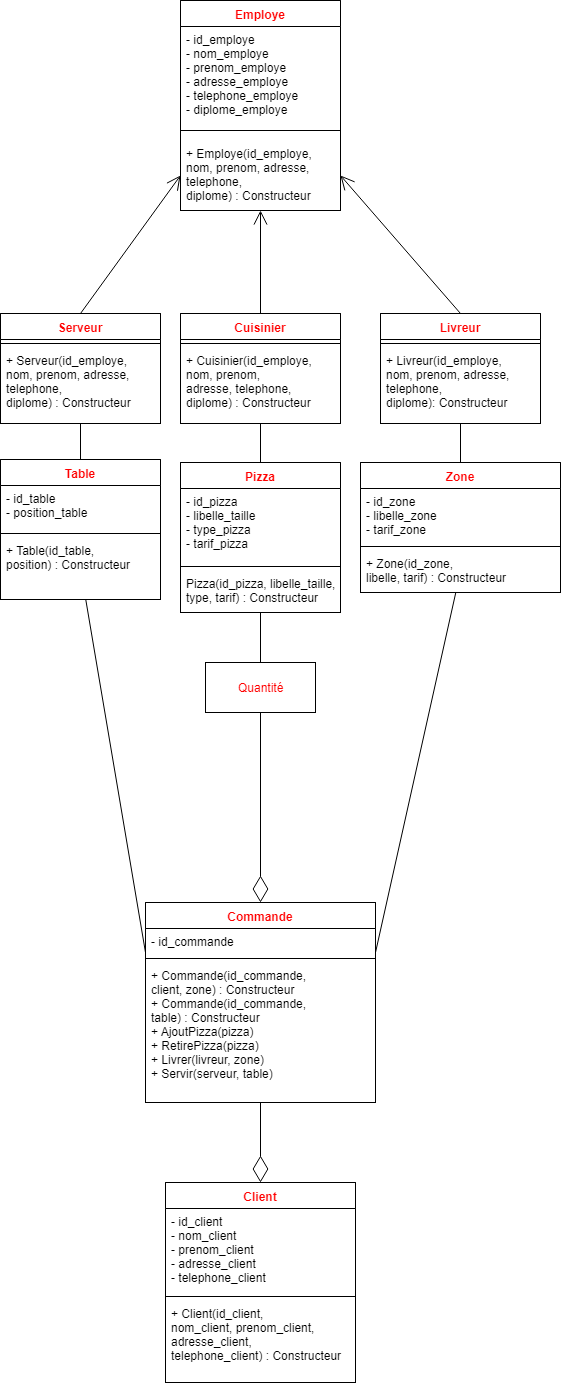 Employe
- id_employe
- nom_employe
- prenom_employe
- adresse_employe
- telephone_employe
- diplome_employe
+ Employe(id_employe,
nom, prenom, adresse,
telephone,
diplome) : Constructeur
Serveur
+ Serveur(id_employe,
nom, prenom, adresse,
telephone,
diplome) : Constructeur
Cuisinier
+ Cuisinier(id_employe,
nom, prenom,
adresse, telephone,
diplome) : Constructeur
Livreur
+ Livreur(id_employe,
nom, prenom, adresse,
telephone,
diplome): Constructeur
Table
- id_table
- position_table
+ Table(id_table,
position) : Constructeur
Pizza
- id_pizza
- libelle_taille
- type_pizza
- tarif_pizza
Pizza(id_pizza, libelle_taille,
type, tarif) : Constructeur
Zone
- id_zone
- libelle_zone
- tarif_zone
+ Zone(id_zone,
libelle, tarif) : Constructeur
Quantité
Commande
- id_commande
+ Commande(id_commande,
client, zone) : Constructeur
+ Commande(id_commande,
table) : Constructeur
+ AjoutPizza(pizza)
+ RetirePizza(pizza)
+ Livrer(livreur, zone)
+ Servir(serveur, table)
Client
- id_client
- nom_client
- prenom_client
- adresse_client
- telephone_client
+ Client(id_client,
nom_client, prenom_client,
adresse_client,
telephone_client) : Constructeur